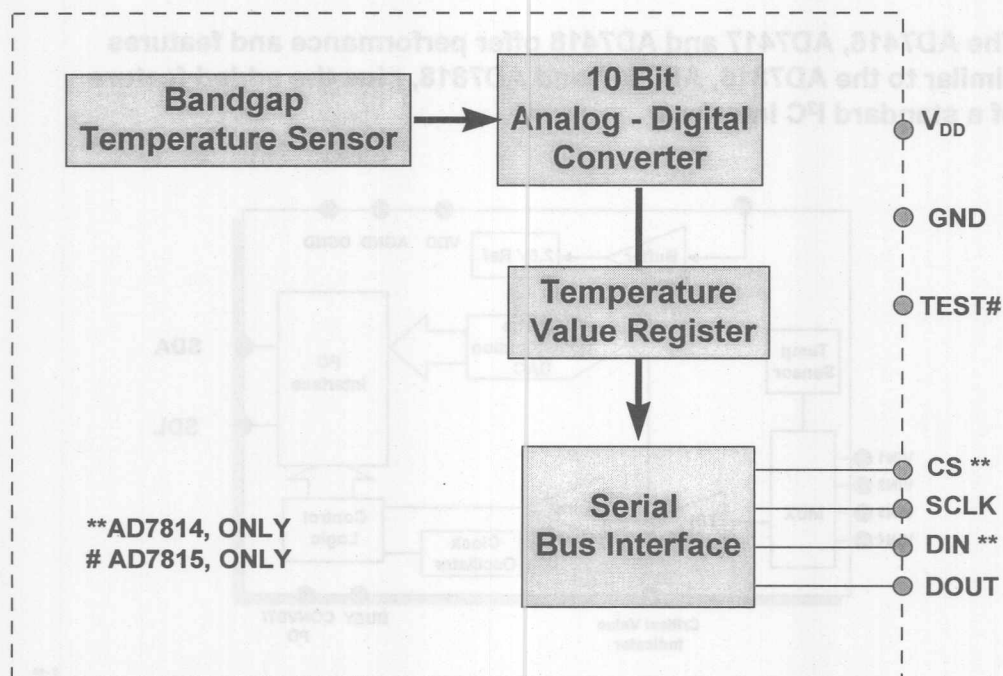 Bandgap
Temperature Sensor
10 Bit
Analog - Digital
Converter
V_DD
GND
TEST#
Temperature
Value Register
Serial
Bus Interface
CS **
SCLK
DIN **
DOUT
**AD7814, ONLY
# AD7815, ONLY